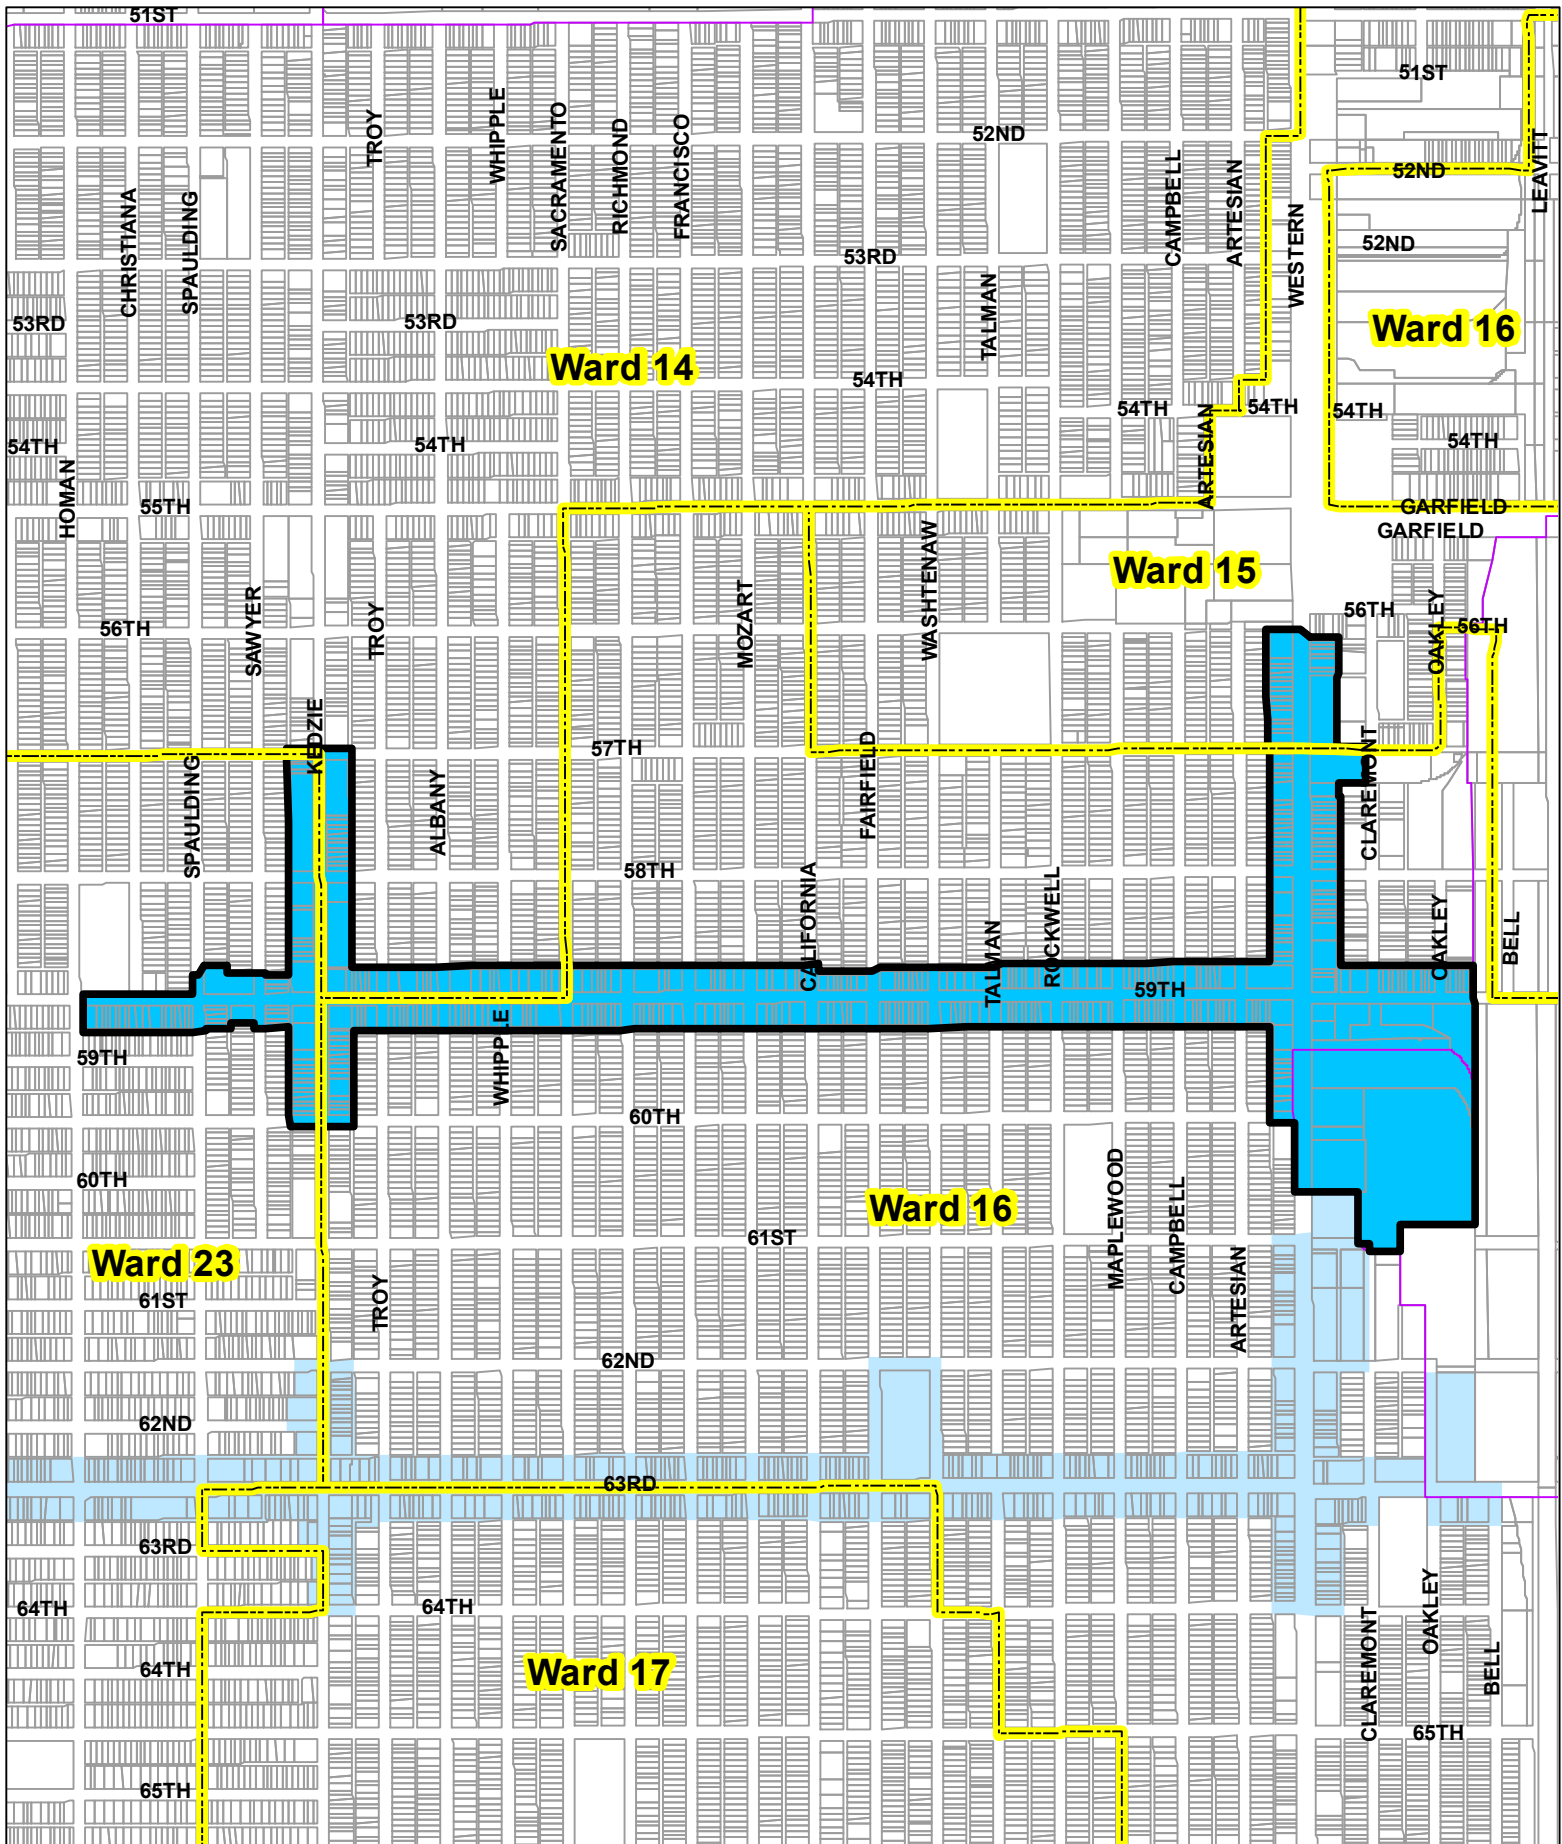 51ST
51ST
TROY
WHIPPLE
SACRAMENTO
RICHMOND
FRANCISCO
52ND
CAMPBELL
ARTESIAN
52ND
LEAVITT
CHRISTIANA
SPAULDING
WESTERN
52ND
53RD
53RD
53RD
TALMAN
Ward 16
Ward 14
54TH
54TH
54TH
54TH
54TH
54TH
54TH
ARTESIAN
HOMAN
55TH
GARFIELD
GARFIELD
WASHTENAW
Ward 15
MOZART
SAWYER
TROY
56TH
56TH
56TH
OAKLEY
KEDZIE
57TH
FAIRFIELD
CLAREMONT
SPAULDING
ALBANY
58TH
CALIFORNIA
ROCKWELL
TALMAN
OAKLEY
BELL
59TH
WHIPPLE
59TH
60TH
60TH
MAPLEWOOD
CAMPBELL
Ward 16
61ST
Ward 23
61ST
TROY
ARTESIAN
62ND
62ND
63RD
63RD
64TH
64TH
OAKLEY
CLAREMONT
BELL
64TH
Ward 17
65TH
65TH